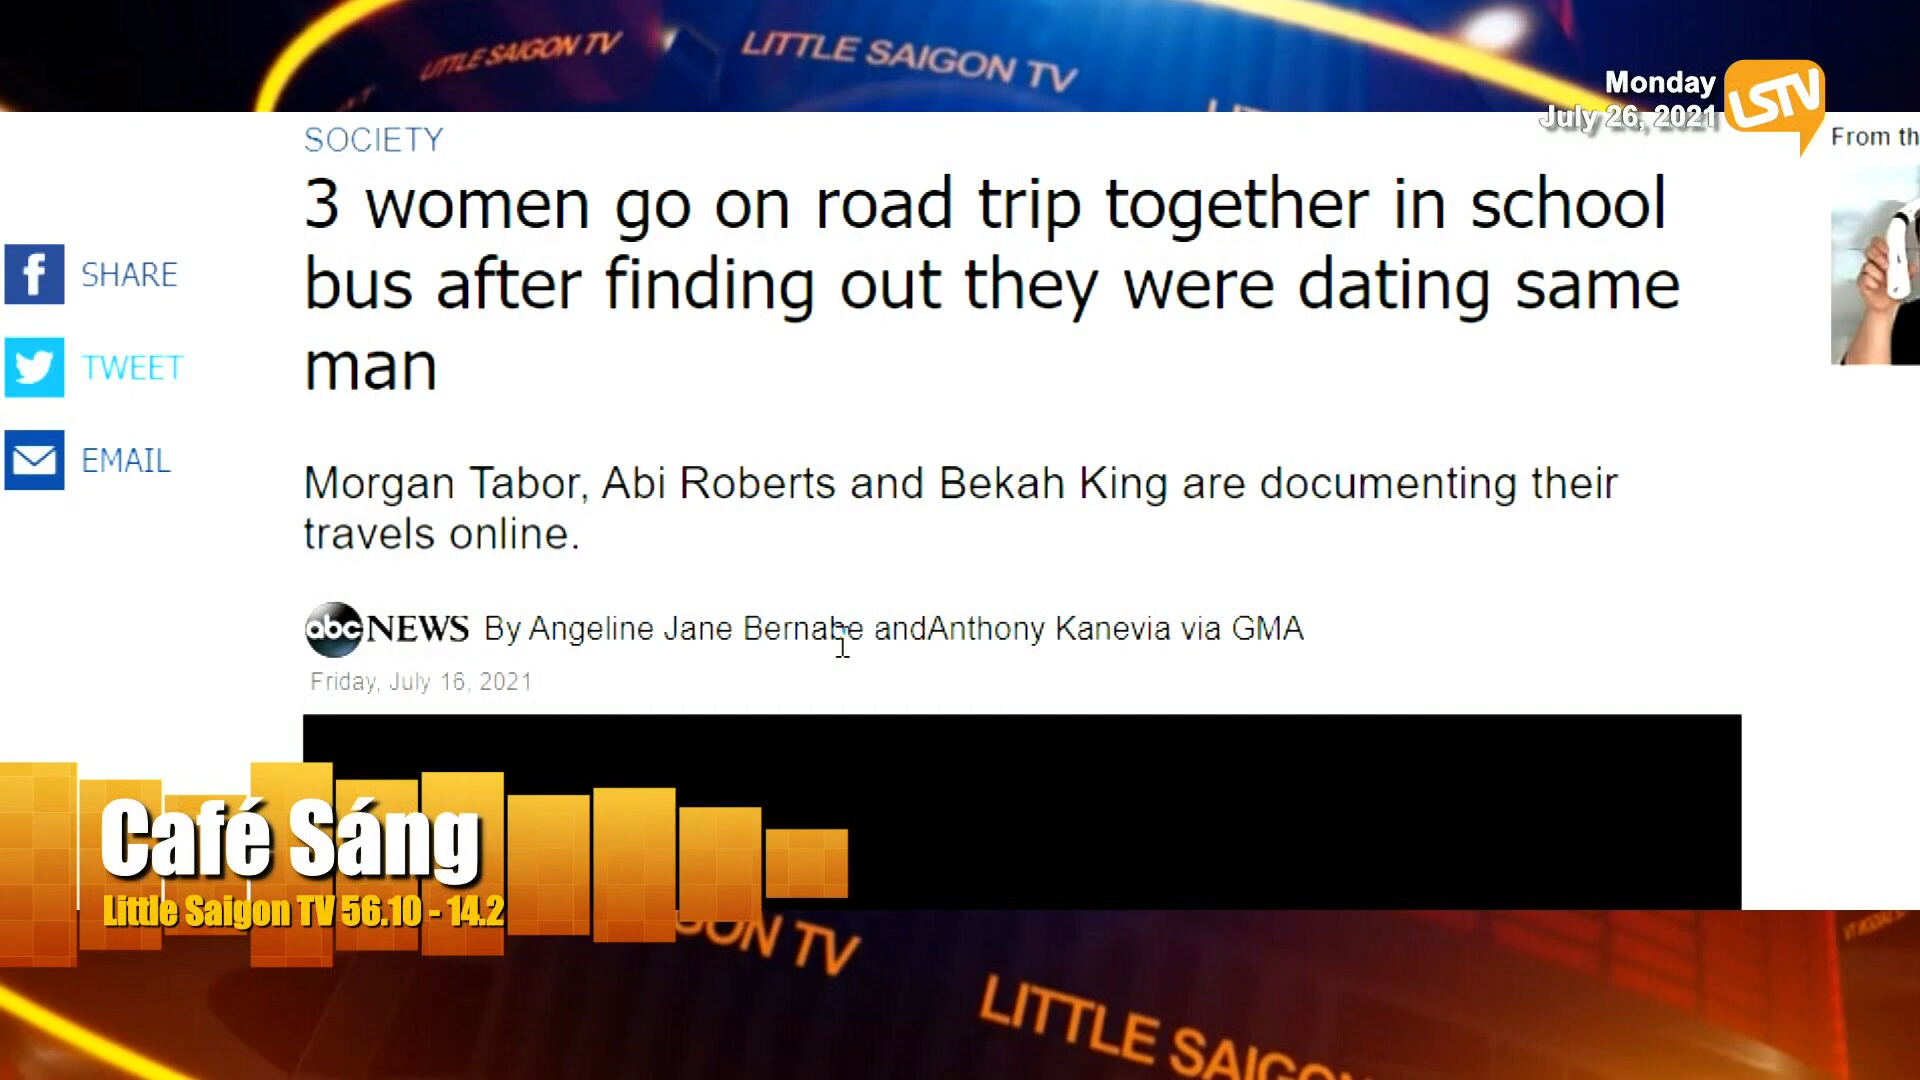 LITTLE SAIGON TV
LITTLE SAIGON TV
Monday
July 26, 2021
LSTV
SOCIETY
From th
3 women go on road trip together in school
bus after finding out they were dating same
man
SHARE
TWEET
EMAIL
Morgan Tabor, Abi Roberts and Bekah King are documenting their
travels online.
abc NEWS By Angeline Jane Bernabe andAnthony Kanevia via GMA
Friday, July 16, 2021
Café Sáng
Little Saigon TV 56.10 - 14.2
GON TV
LITTLE SAIGON